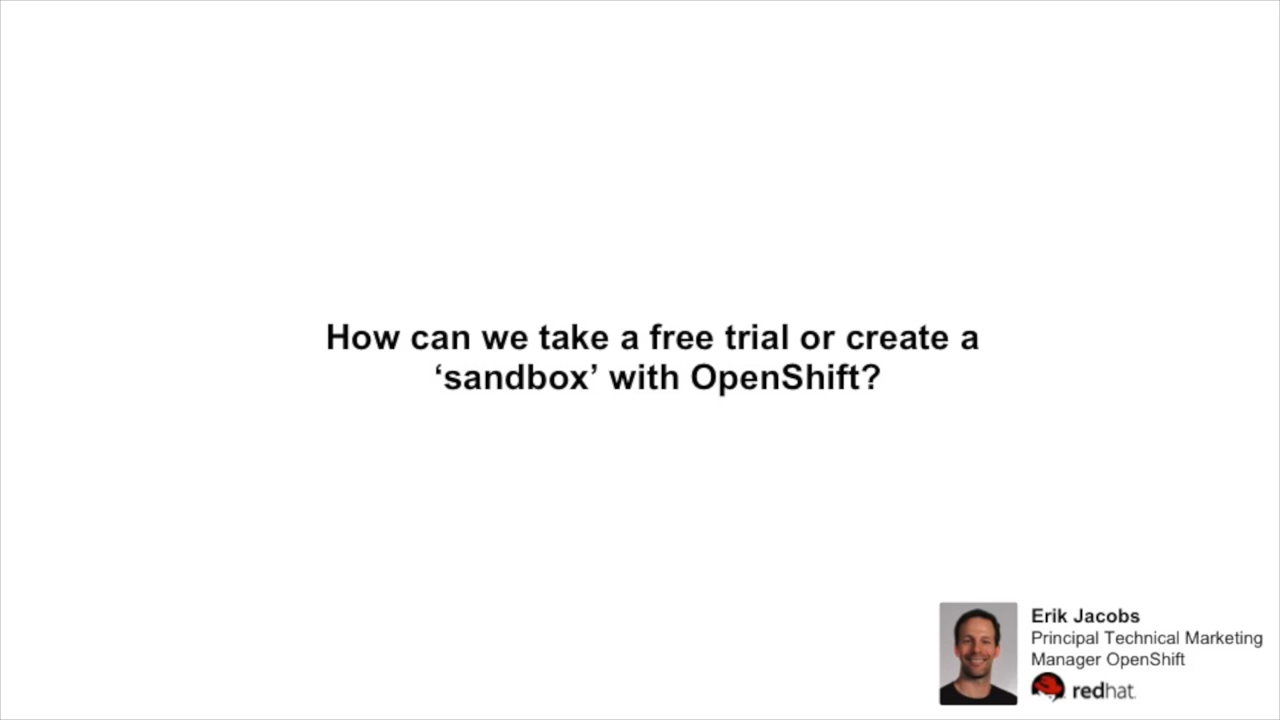 How can we take a free trial or create a
‘sandbox’ with OpenShift?
Erik Jacobs
Principal Technical Marketing
Manager OpenShift
redhat.